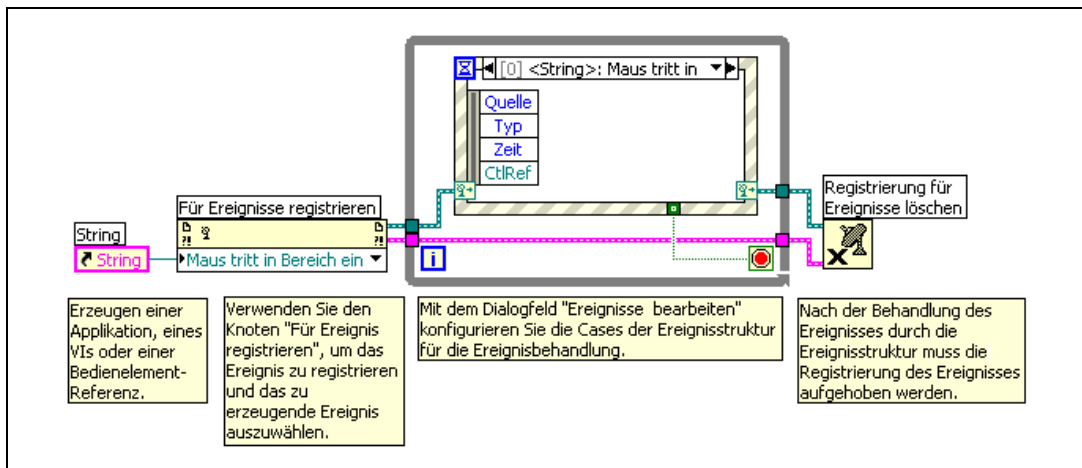 [0] <String>: Maus tritt in
Quelle
Typ
Zeit
CtlRef
Für Ereignisse registrieren
Registrierung für
Ereignisse löschen
String
String
Maus tritt in Bereich ein
i
Erzeugen einer
Applikation, eines
VIs oder einer
Bedienelement-
Referenz.
Verwenden Sie den
Knoten "Für Ereignis
registrieren", um das
Ereignis zu registrieren
und das zu
erzeugende Ereignis
auszuwählen.
Mit dem Dialogfeld "Ereignisse bearbeiten"
konfigurieren Sie die Cases der Ereignisstruktur
für die Ereignisbehandlung.
Nach der Behandlung des
Ereignisses durch die
Ereignisstruktur muss die
Registrierung des Ereignisses
aufgehoben werden.